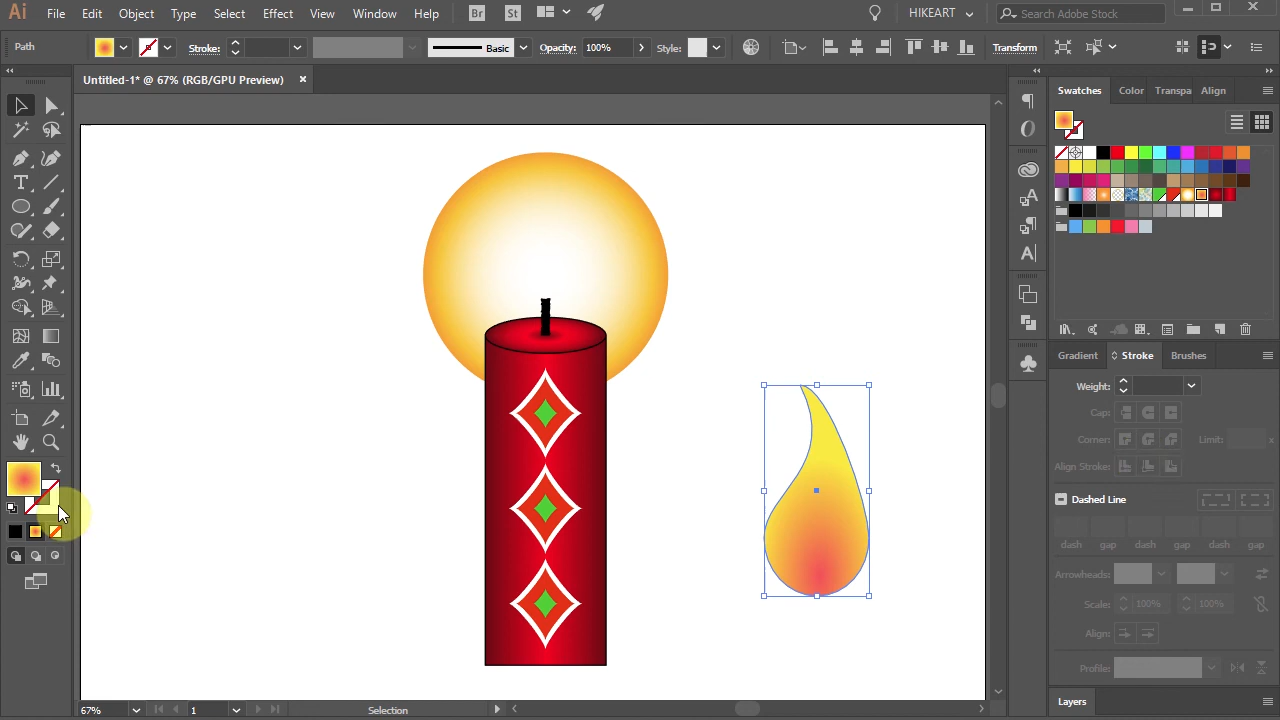 Ai File Edit Object Type Select Effect View Window Help Br St HIKEART Search Adobe Stock
Path Stroke: Basic Opacity: 100% Style: Transform
Untitled-1* @ 67% (RGB/GPU Preview)
Swatches Color Transpa Align
Gradient Stroke Brushes
Weight:
Cap:
Corner: Limit: x
Align Stroke:
Dashed Line
dash gap dash gap dash gap
Arrowheads:
Scale: 100% 100%
Align:
Profile:
Layers
67% 1 Selection